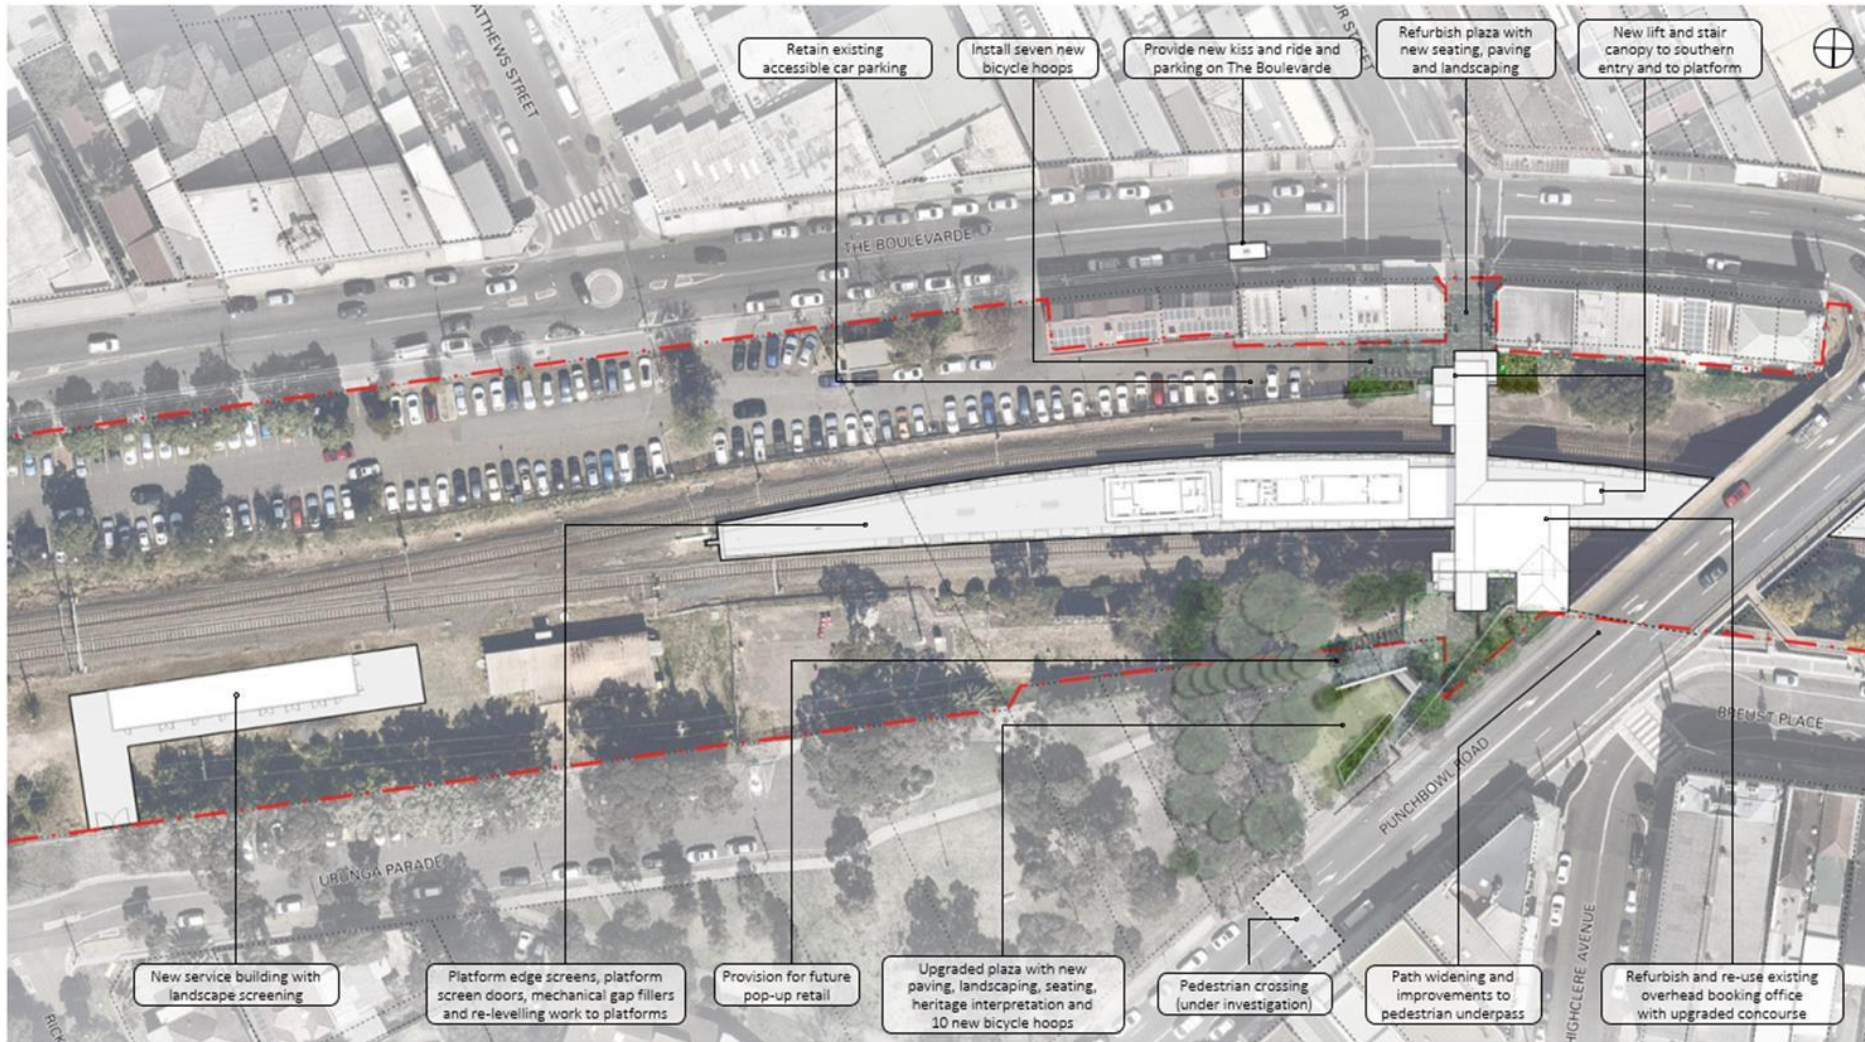 Retain existing
accessible car parking
Install seven new
bicycle hoops
Provide new kiss and ride and
parking on The Boulevarde
Refurbish plaza with
new seating, paving
and landscaping
New lift and stair
canopy to southern
entry and to platform
ATTHEWS STREET
UR STREET
THE BOULEVARDE
BREUST PLACE
PUNCHBOWL ROAD
URUNGA PARADE
HIGHCLERE AVENUE
RICK
New service building with
landscape screening
Platform edge screens, platform
screen doors, mechanical gap fillers
and re-levelling work to platforms
Provision for future
pop-up retail
Upgraded plaza with new
paving, landscaping, seating,
heritage interpretation and
10 new bicycle hoops
Pedestrian crossing
(under investigation)
Path widening and
improvements to
pedestrian underpass
Refurbish and re-use existing
overhead booking office
with upgraded concourse